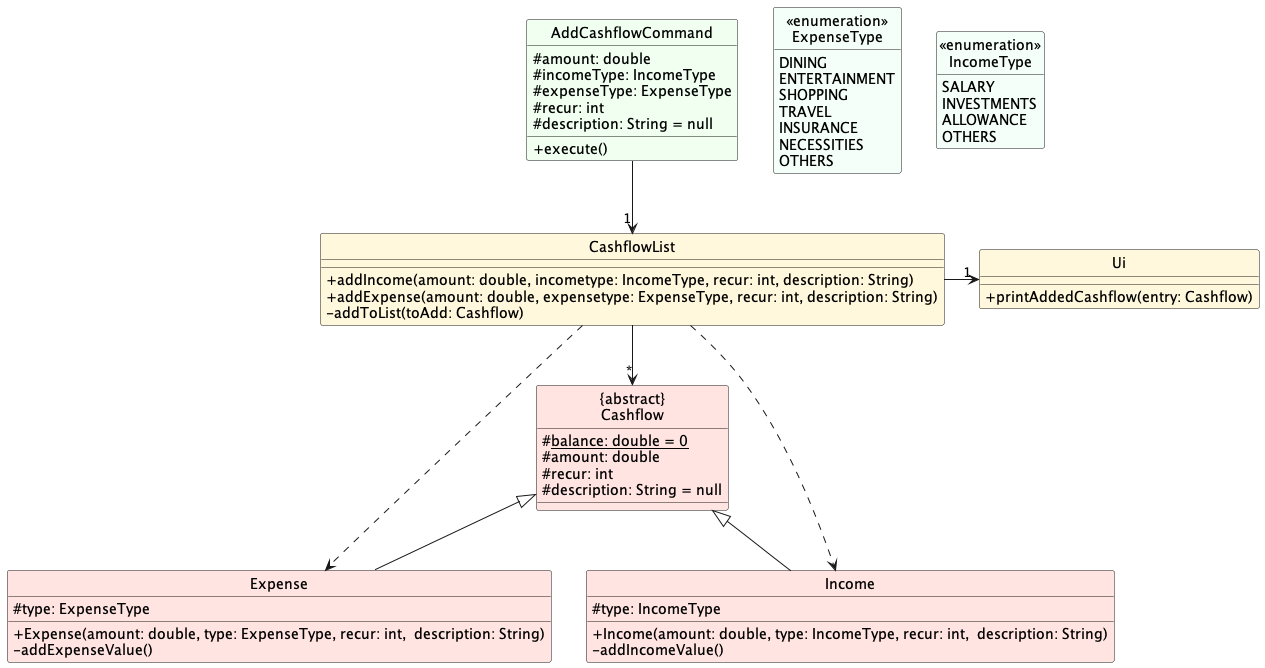 AddCashflowCommand
#amount: double
#incomeType: IncomeType
#expenseType: ExpenseType
#recur: int
#description: String = null
+execute()
«enumeration»
ExpenseType
DINING
ENTERTAINMENT
SHOPPING
TRAVEL
INSURANCE
NECESSITIES
OTHERS
«enumeration»
IncomeType
SALARY
INVESTMENTS
ALLOWANCE
OTHERS
1
CashflowList
+addIncome(amount: double, incometype: IncomeType, recur: int, description: String)
+addExpense(amount: double, expensetype: ExpenseType, recur: int, description: String)
-addToList(toAdd: Cashflow)
1
Ui
+printAddedCashflow(entry: Cashflow)
*
{abstract}
Cashflow
#balance: double = 0
#amount: double
#recur: int
#description: String = null
Expense
#type: ExpenseType
+Expense(amount: double, type: ExpenseType, recur: int,  description: String)
-addExpenseValue()
Income
#type: IncomeType
+Income(amount: double, type: IncomeType, recur: int,  description: String)
-addIncomeValue()